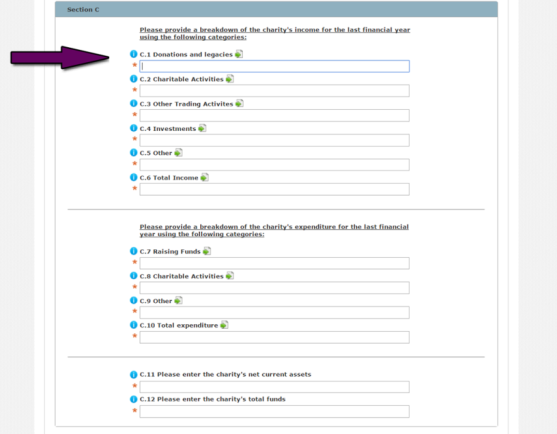 Section C
Please provide a breakdown of the charity's income for the last financial year
using the following categories:
C.1 Donations and legacies
C.2 Charitable Activities
C.3 Other Trading Activites
C.4 Investments
C.5 Other
C.6 Total Income
Please provide a breakdown of the charity's expenditure for the last financial
year using the following categories:
C.7 Raising Funds
C.8 Charitable Activities
C.9 Other
C.10 Total expenditure
C.11 Please enter the charity's net current assets
C.12 Please enter the charity's total funds